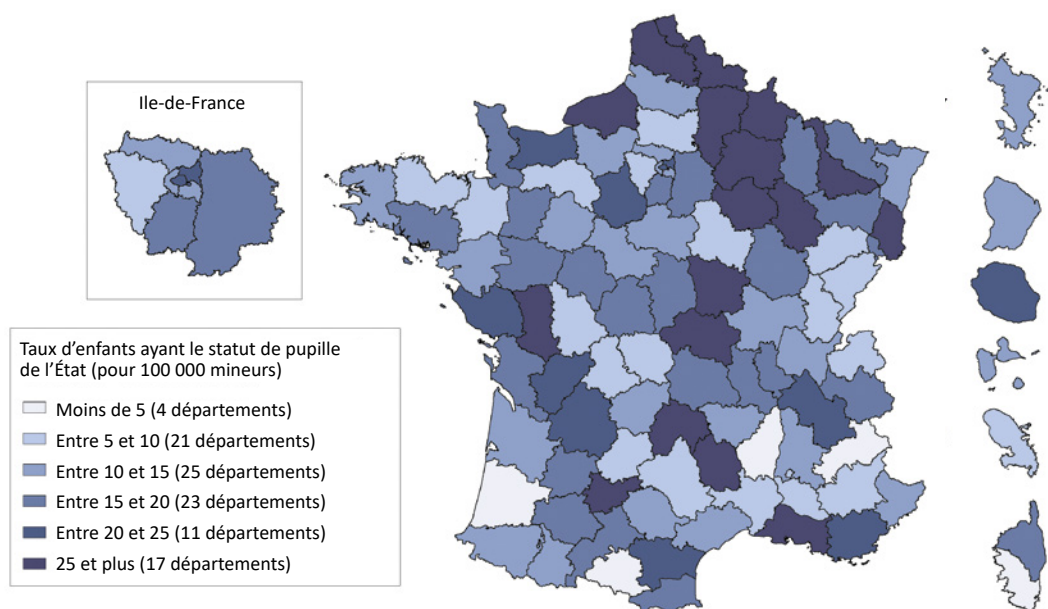 Ile-de-France
Taux d’enfants ayant le statut de pupille
de l’État (pour 100 000 mineurs)
Moins de 5 (4 départements)
Entre 5 et 10 (21 départements)
Entre 10 et 15 (25 départements)
Entre 15 et 20 (23 départements)
Entre 20 et 25 (11 départements)
25 et plus (17 départements)